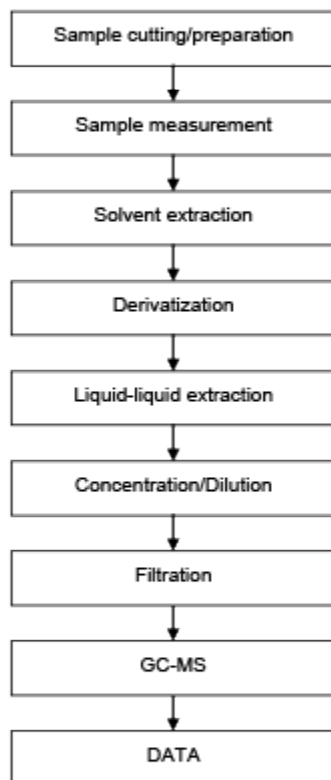 Sample cutting/preparation
Sample measurement
Solvent extraction
Derivatization
Liquid-liquid extraction
Concentration/Dilution
Filtration
GC-MS
DATA